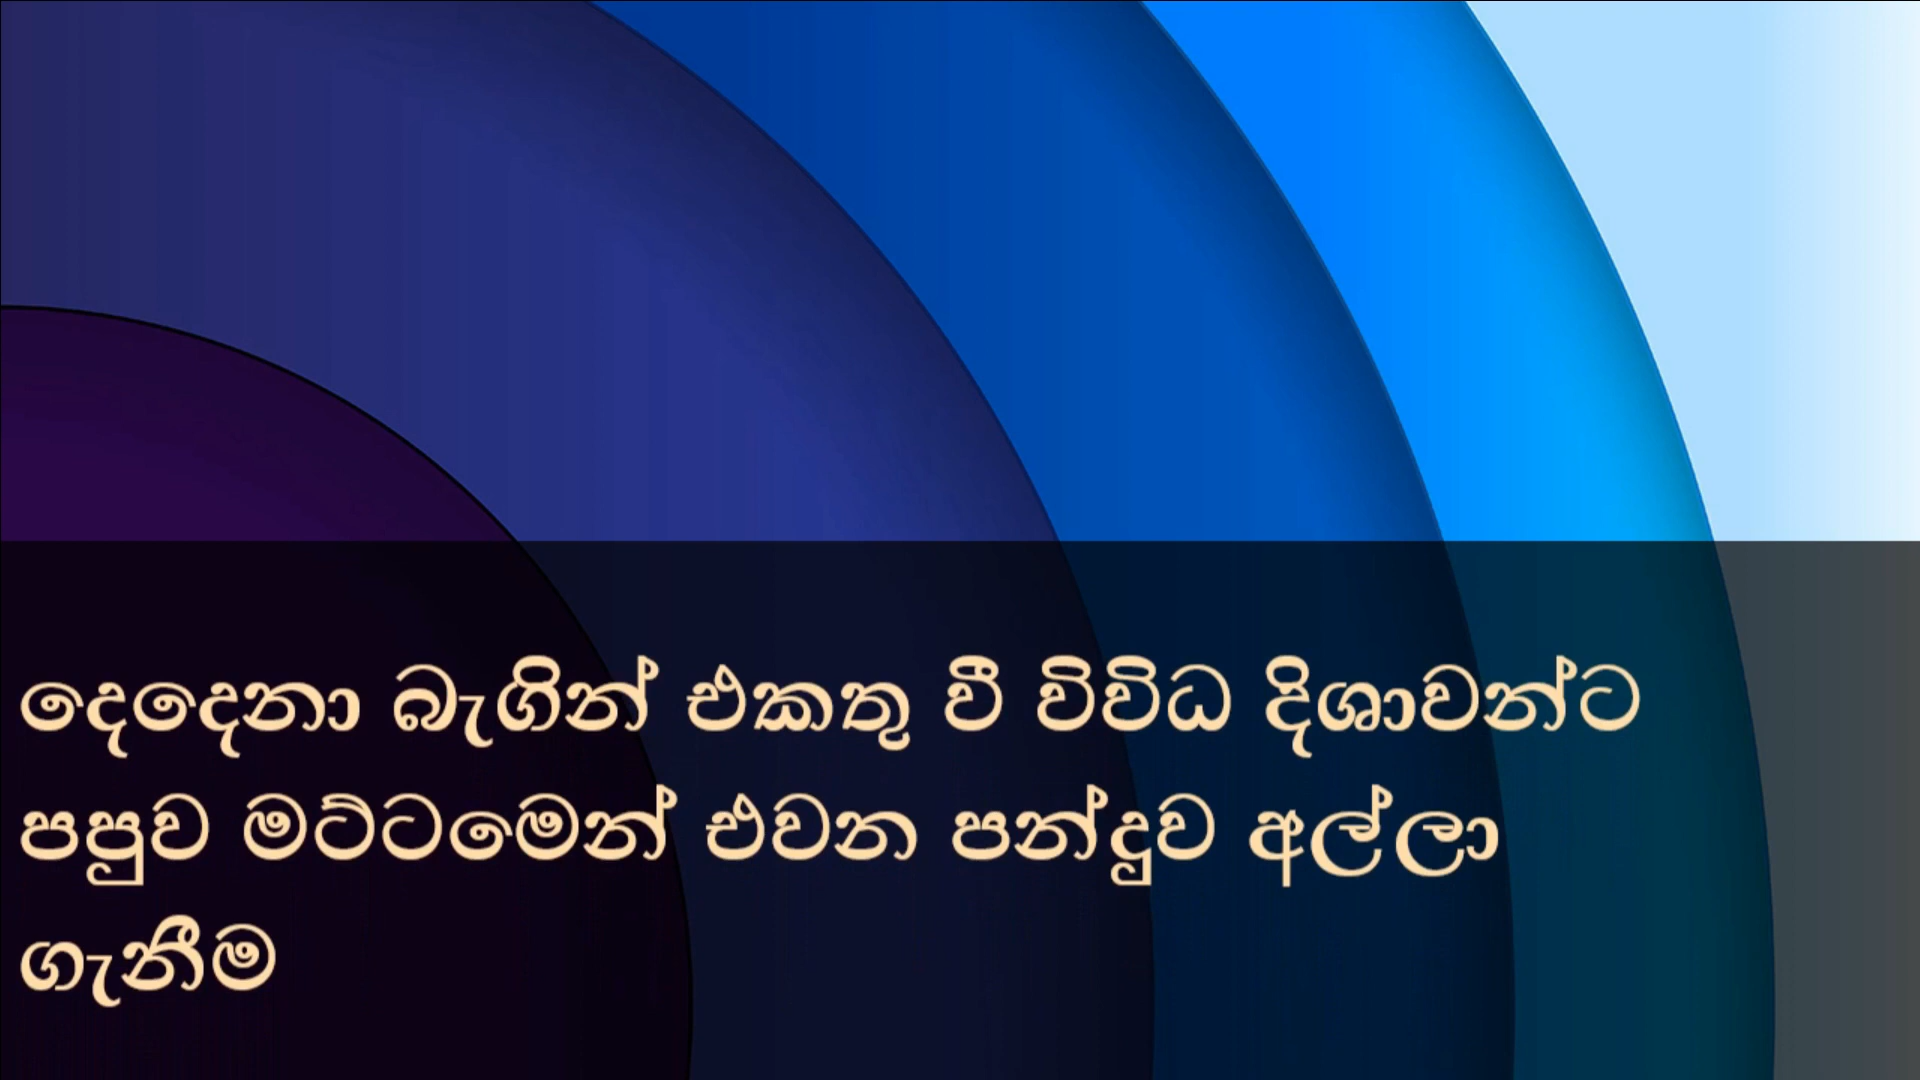 දෙදෙනා බැගින් එකතු වී විවිධ දිශාවන්ට
පපුව මට්ටමෙන් එවන පන්දුව අල්ලා
ගැනීම